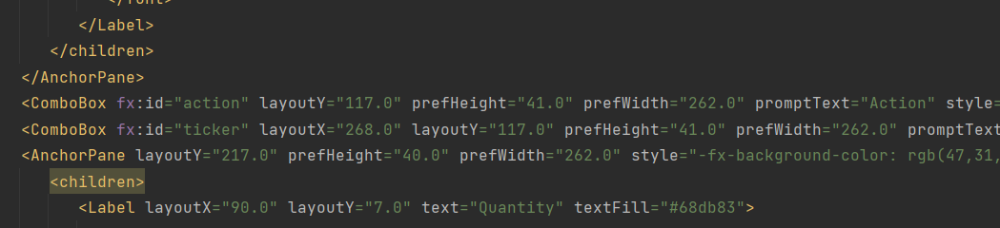 </Label>
</children>
</AnchorPane>
<ComboBox fx:id="action" layoutY="117.0" prefHeight="41.0" prefWidth="262.0" promptText="Action" style=
<ComboBox fx:id="ticker" layoutX="268.0" layoutY="117.0" prefHeight="41.0" prefWidth="262.0" promptText
<AnchorPane layoutY="217.0" prefHeight="40.0" prefWidth="262.0" style="-fx-background-color: rgb(47,31,
<children>
<Label layoutX="90.0" layoutY="7.0" text="Quantity" textFill="#68db83">